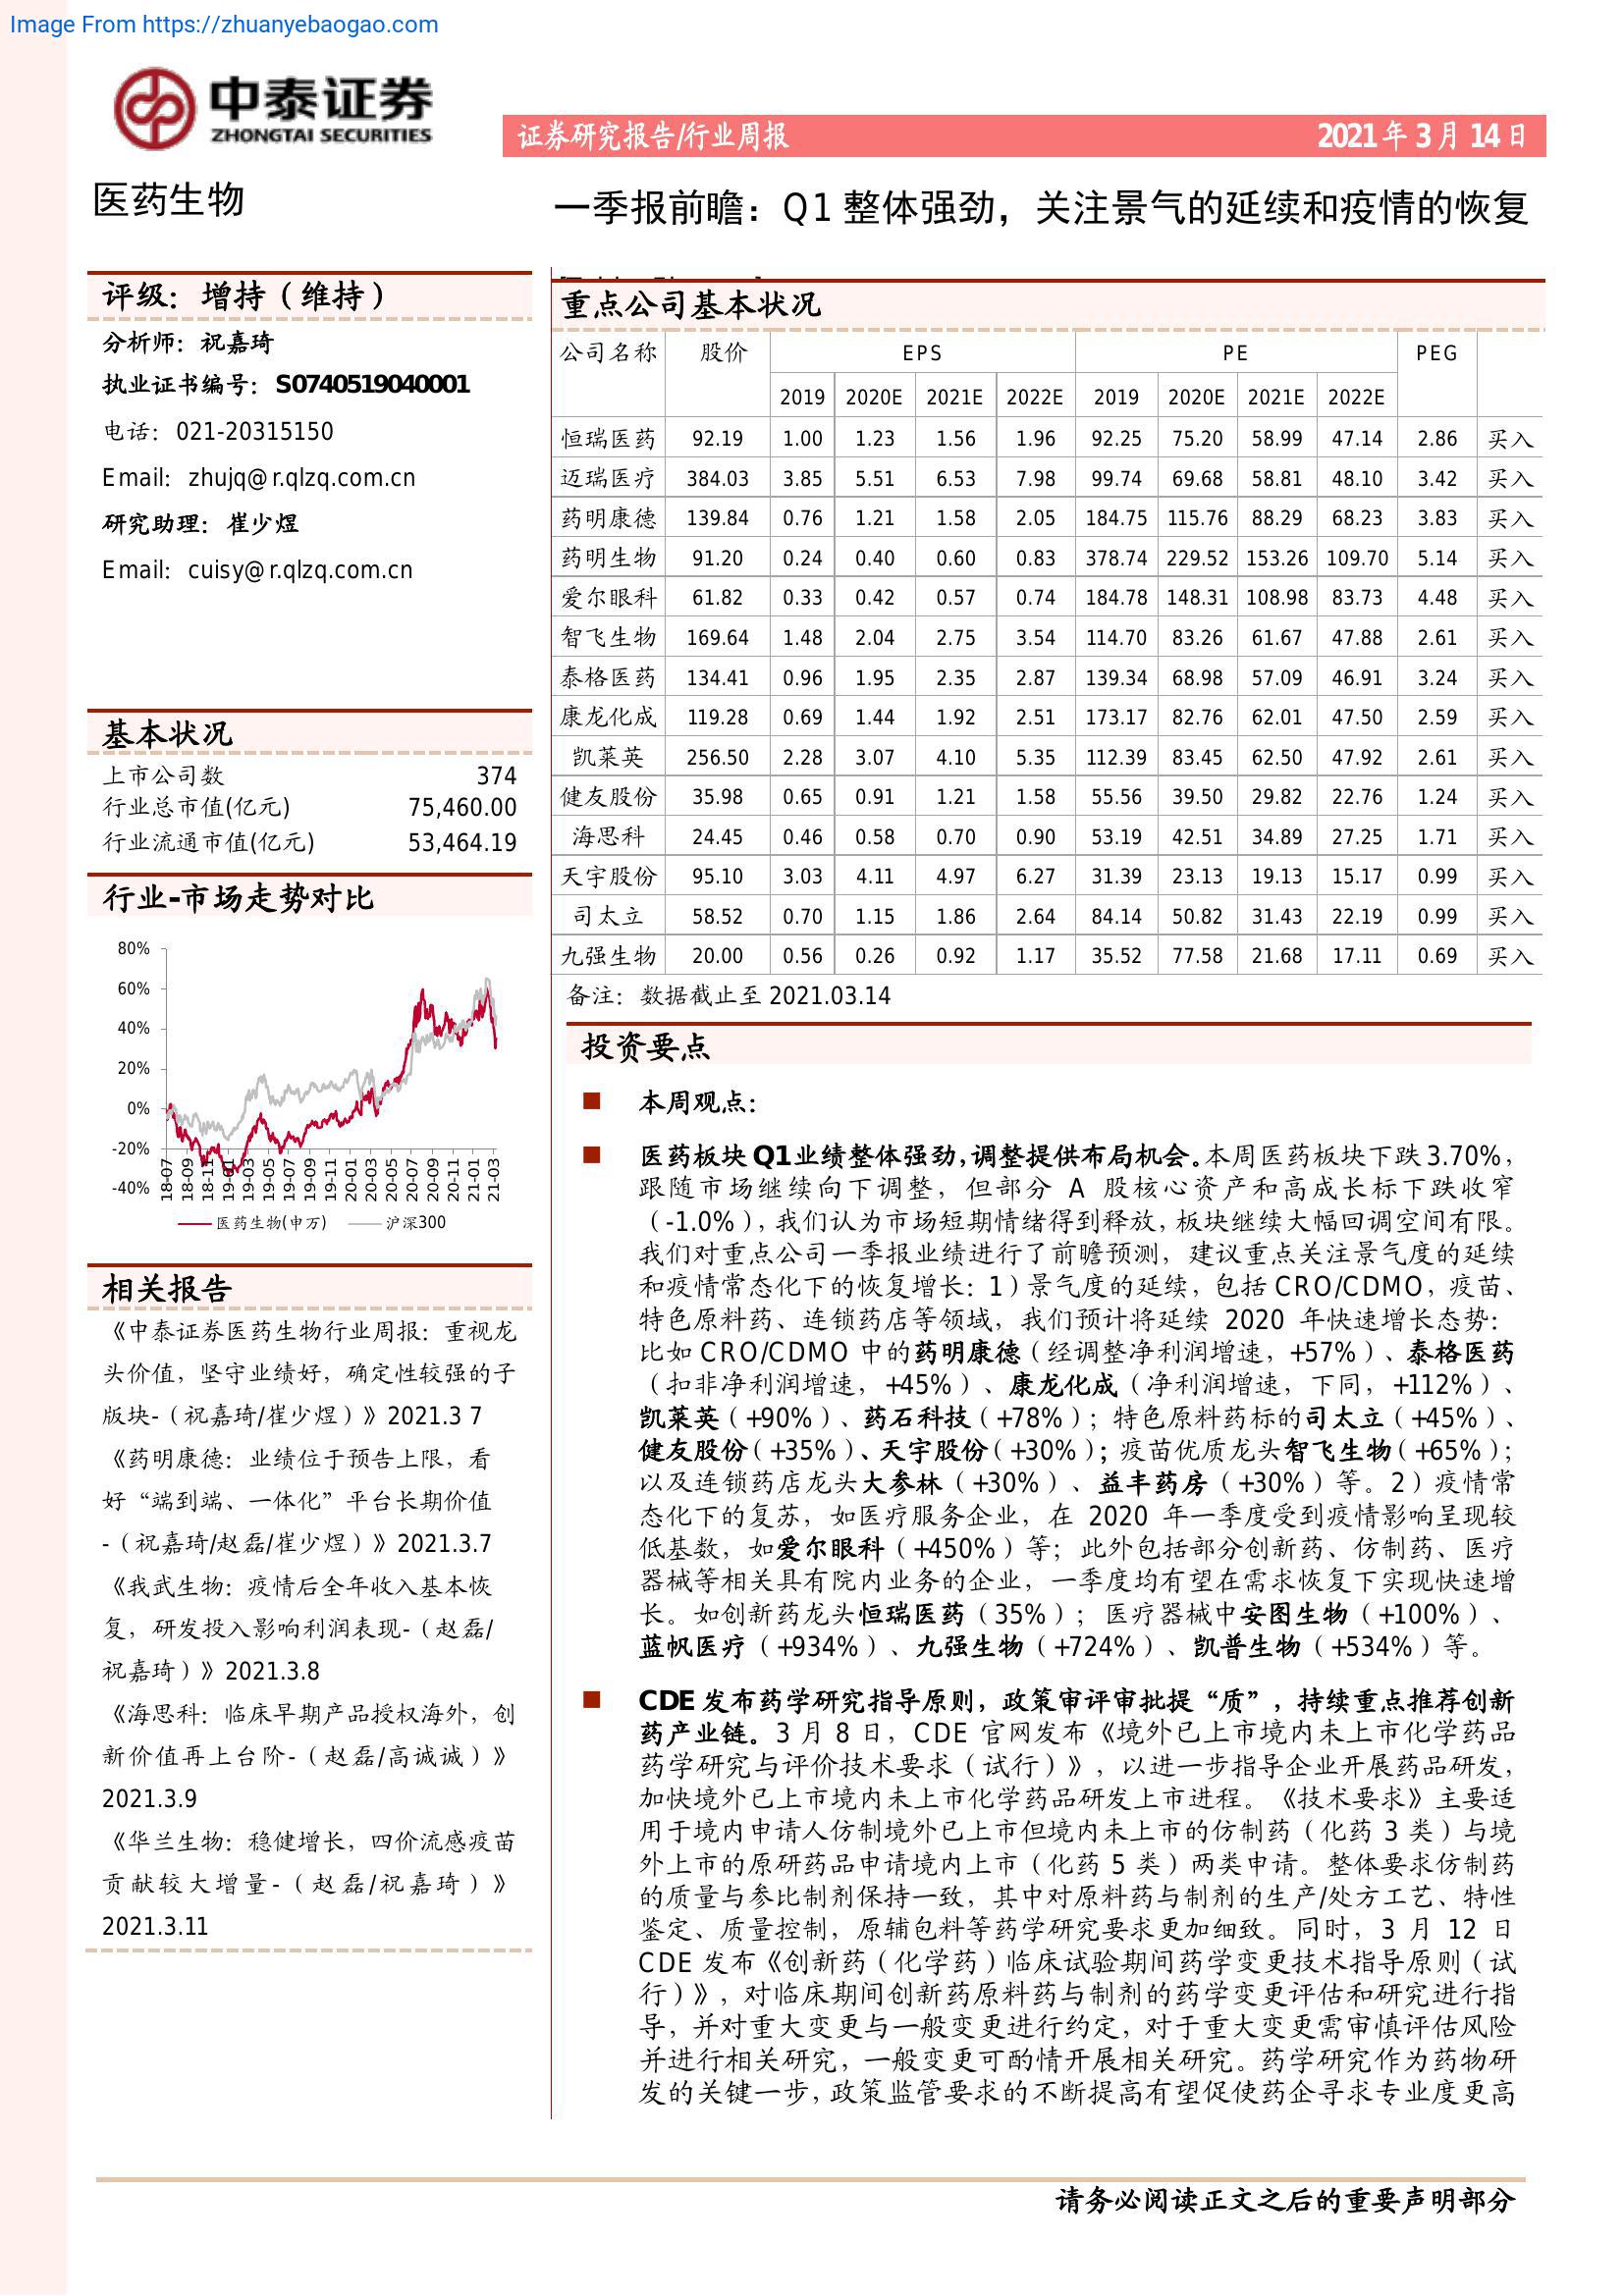 Image From https://zhuanyebaogao.com
中泰证券
ZHONGTAI SECURITIES
证券研究报告/行业周报 2021 年 3 月 14 日
医药生物
一季报前瞻：Q1 整体强劲，关注景气的延续和疫情的恢复
评级：增持（维持）
分析师：祝嘉琦
执业证书编号：S0740519040001
电话：021-20315150
Email：zhujq@r.qlzq.com.cn
研究助理：崔少煜
Email：cuisy@r.qlzq.com.cn
基本状况
上市公司数 374
行业总市值(亿元) 75,460.00
行业流通市值(亿元) 53,464.19
行业-市场走势对比
80%
60%
40%
20%
0%
-20%
-40%
18-07 18-09 18-11 19-01 19-03 19-05 19-07 19-09 19-11 20-01 20-03 20-05 20-07 20-09 20-11 21-01 21-03
医药生物(申万) 沪深300
相关报告
《中泰证券医药生物行业周报：重视龙
头价值，坚守业绩好，确定性较强的子
版块-（祝嘉琦/崔少煜）》2021.3 7
《药明康德：业绩位于预告上限，看
好“端到端、一体化”平台长期价值
-（祝嘉琦/赵磊/崔少煜）》2021.3.7
《我武生物：疫情后全年收入基本恢
复，研发投入影响利润表现-（赵磊/
祝嘉琦）》2021.3.8
《海思科：临床早期产品授权海外，创
新价值再上台阶-（赵磊/高诚诚）》
2021.3.9
《华兰生物：稳健增长，四价流感疫苗
贡献较大增量-（赵磊/祝嘉琦）》
2021.3.11
重点公司基本状况
公司名称 股价 EPS PE PEG
2019 2020E 2021E 2022E 2019 2020E 2021E 2022E
恒瑞医药 92.19 1.00 1.23 1.56 1.96 92.25 75.20 58.99 47.14 2.86 买入
迈瑞医疗 384.03 3.85 5.51 6.53 7.98 99.74 69.68 58.81 48.10 3.42 买入
药明康德 139.84 0.76 1.21 1.58 2.05 184.75 115.76 88.29 68.23 3.83 买入
药明生物 91.20 0.24 0.40 0.60 0.83 378.74 229.52 153.26 109.70 5.14 买入
爱尔眼科 61.82 0.33 0.42 0.57 0.74 184.78 148.31 108.98 83.73 4.48 买入
智飞生物 169.64 1.48 2.04 2.75 3.54 114.70 83.26 61.67 47.88 2.61 买入
泰格医药 134.41 0.96 1.95 2.35 2.87 139.34 68.98 57.09 46.91 3.24 买入
康龙化成 119.28 0.69 1.44 1.92 2.51 173.17 82.76 62.01 47.50 2.59 买入
凯莱英 256.50 2.28 3.07 4.10 5.35 112.39 83.45 62.50 47.92 2.61 买入
健友股份 35.98 0.65 0.91 1.21 1.58 55.56 39.50 29.82 22.76 1.24 买入
海思科 24.45 0.46 0.58 0.70 0.90 53.19 42.51 34.89 27.25 1.71 买入
天宇股份 95.10 3.03 4.11 4.97 6.27 31.39 23.13 19.13 15.17 0.99 买入
司太立 58.52 0.70 1.15 1.86 2.64 84.14 50.82 31.43 22.19 0.99 买入
九强生物 20.00 0.56 0.26 0.92 1.17 35.52 77.58 21.68 17.11 0.69 买入
备注：数据截止至 2021.03.14
投资要点
■ 本周观点：
■ 医药板块 Q1业绩整体强劲，调整提供布局机会。本周医药板块下跌 3.70%，
跟随市场继续向下调整，但部分 A 股核心资产和高成长标下跌收窄
（-1.0%），我们认为市场短期情绪得到释放，板块继续大幅回调空间有限。
我们对重点公司一季报业绩进行了前瞻预测，建议重点关注景气度的延续
和疫情常态化下的恢复增长：1）景气度的延续，包括 CRO/CDMO，疫苗、
特色原料药、连锁药店等领域，我们预计将延续 2020 年快速增长态势：
比如 CRO/CDMO 中的药明康德（经调整净利润增速，+57%）、泰格医药
（扣非净利润增速，+45%）、康龙化成（净利润增速，下同，+112%）、
凯莱英（+90%）、药石科技（+78%）；特色原料药标的司太立（+45%）、
健友股份（+35%）、天宇股份（+30%）；疫苗优质龙头智飞生物（+65%）；
以及连锁药店龙头大参林（+30%）、益丰药房（+30%）等。2）疫情常
态化下的复苏，如医疗服务企业，在 2020 年一季度受到疫情影响呈现较
低基数，如爱尔眼科（+450%）等；此外包括部分创新药、仿制药、医疗
器械等相关具有院内业务的企业，一季度均有望在需求恢复下实现快速增
长。如创新药龙头恒瑞医药（35%）；医疗器械中安图生物（+100%）、
蓝帆医疗（+934%）、九强生物（+724%）、凯普生物（+534%）等。
■ CDE 发布药学研究指导原则，政策审评审批提“质”，持续重点推荐创新
药产业链。3 月 8 日，CDE 官网发布《境外已上市境内未上市化学药品
药学研究与评价技术要求（试行）》，以进一步指导企业开展药品研发，
加快境外已上市境内未上市化学药品研发上市进程。《技术要求》主要适
用于境内申请人仿制境外已上市但境内未上市的仿制药（化药 3 类）与境
外上市的原研药品申请境内上市（化药 5 类）两类申请。整体要求仿制药
的质量与参比制剂保持一致，其中对原料药与制剂的生产/处方工艺、特性
鉴定、质量控制，原辅包料等药学研究要求更加细致。同时，3 月 12 日
CDE 发布《创新药（化学药）临床试验期间药学变更技术指导原则（试
行）》，对临床期间创新药原料药与制剂的药学变更评估和研究进行指
导，并对重大变更与一般变更进行约定，对于重大变更需审慎评估风险
并进行相关研究，一般变更可酌情开展相关研究。药学研究作为药物研
发的关键一步，政策监管要求的不断提高有望促使药企寻求专业度更高
请务必阅读正文之后的重要声明部分